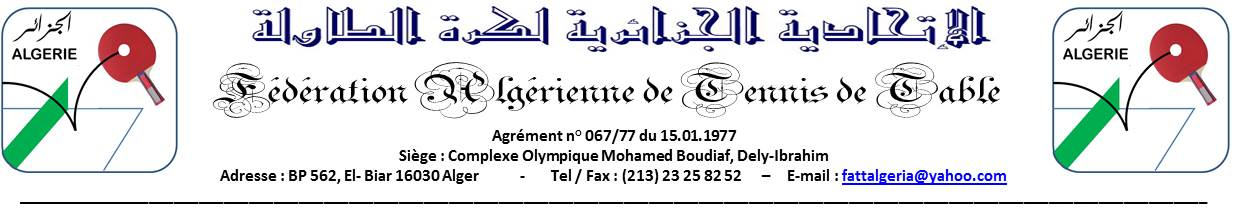 الجزائر
ALGERIE
الإتحادية الجزائرية لكرة الطاولة
Fédération Algérienne de Tennis de Table
Agrément n° 067/77 du 15.01.1977
Siège : Complexe Olympique Mohamed Boudiaf, Dely-Ibrahim
Adresse : BP 562, El- Biar 16030 Alger - Tel / Fax : (213) 23 25 82 52 – E-mail : fattalgeria@yahoo.com
الجزائر
ALGERIE